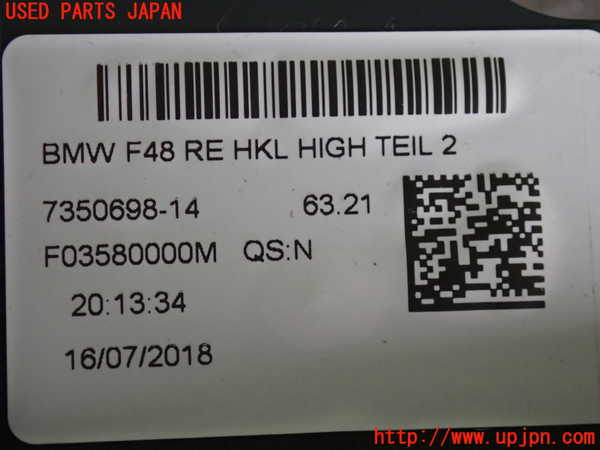 USED PARTS JAPAN
BMW F48 RE HKL HIGH TEIL 2
7350698-14 63.21
F03580000M QS:N
20:13:34
16/07/2018
http://www.upjpn.com/